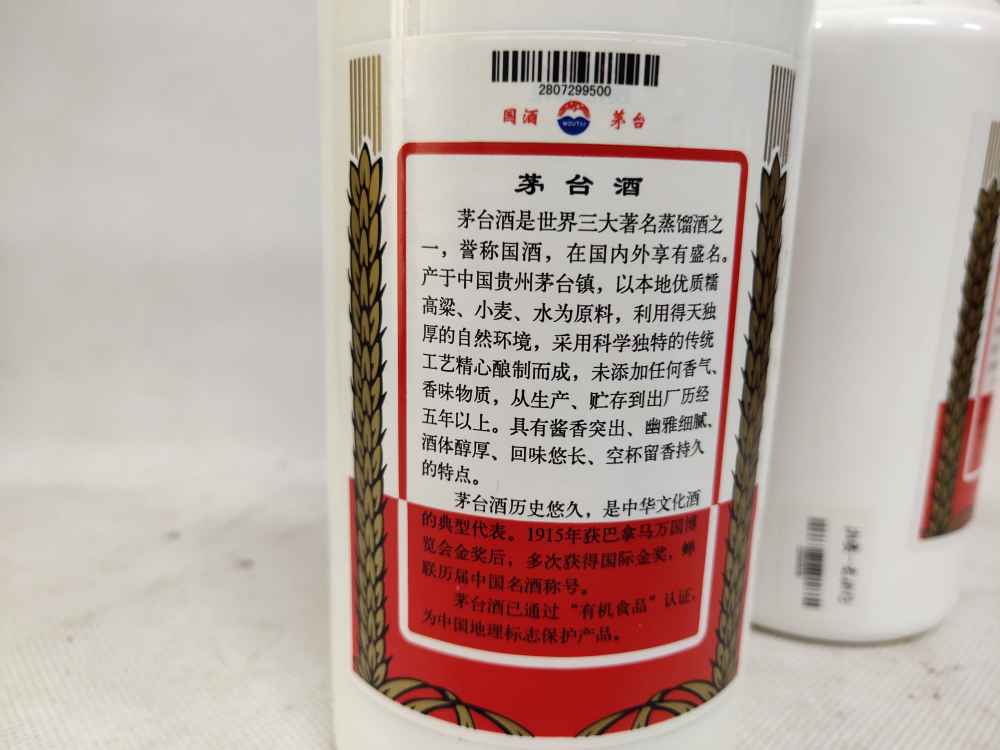 2807299500
国酒 MOUTAI 茅台
茅台酒
茅台酒是世界三大著名蒸馏酒之
一，誉称国酒，在国内外享有盛名。
产于中国贵州茅台镇，以本地优质糯
高粱、小麦、水为原料，利用得天独
厚的自然环境，采用科学独特的传统
工艺精心酿制而成，未添加任何香气、
香味物质，从生产、贮存到出厂历经
五年以上。具有酱香突出、幽雅细腻、
酒体醇厚、回味悠长、空杯留香持久
的特点。
茅台酒历史悠久，是中华文化酒
的典型代表。1915年获巴拿马万国博
览会金奖后，多次获得国际金奖，蝉
联历届中国名酒称号。
茅台酒已通过“有机食品”认证，
为中国地理标志保护产品。